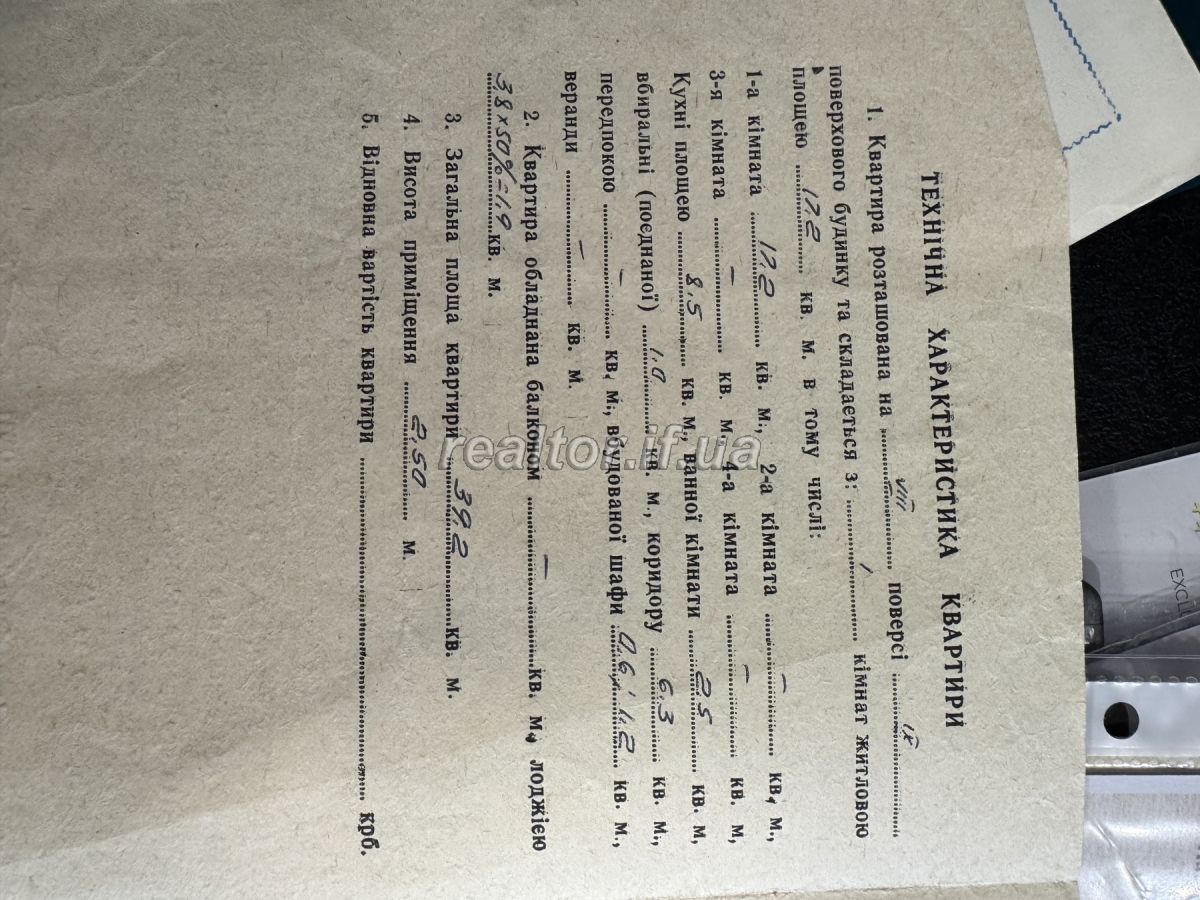 ТЕХНІЧНА ХАРАКТЕРИСТИКА КВАРТИРИ
1. Квартира розташована на VIII поверсі IX
поверхового будинку та складається з: 1 кімнат житловою
площею 17,2 кв. м. в тому числі:
1-а кімната 17,2 кв. м., 2-а кімната – кв. м.,
3-я кімната – кв. м., 4-а кімната – кв. м,
Кухні площею 8,5 кв. м., ванної кімнати 2,5 кв. м,
вбиральні (поєднаної) 1,0 кв. м., коридору 6,3 кв. м.,
передпокою – кв. м., вбудованої шафи 0,6; 1,2 кв. м.,
веранди – кв. м.
2. Квартира обладнана балконом – кв. м., лоджією
3,8 × 50% = 1,9 кв. м.
3. Загальна площа квартири 39,2 кв. м.
4. Висота приміщення 2,50 м.
5. Відновна вартість квартири крб.
realtor.if.ua